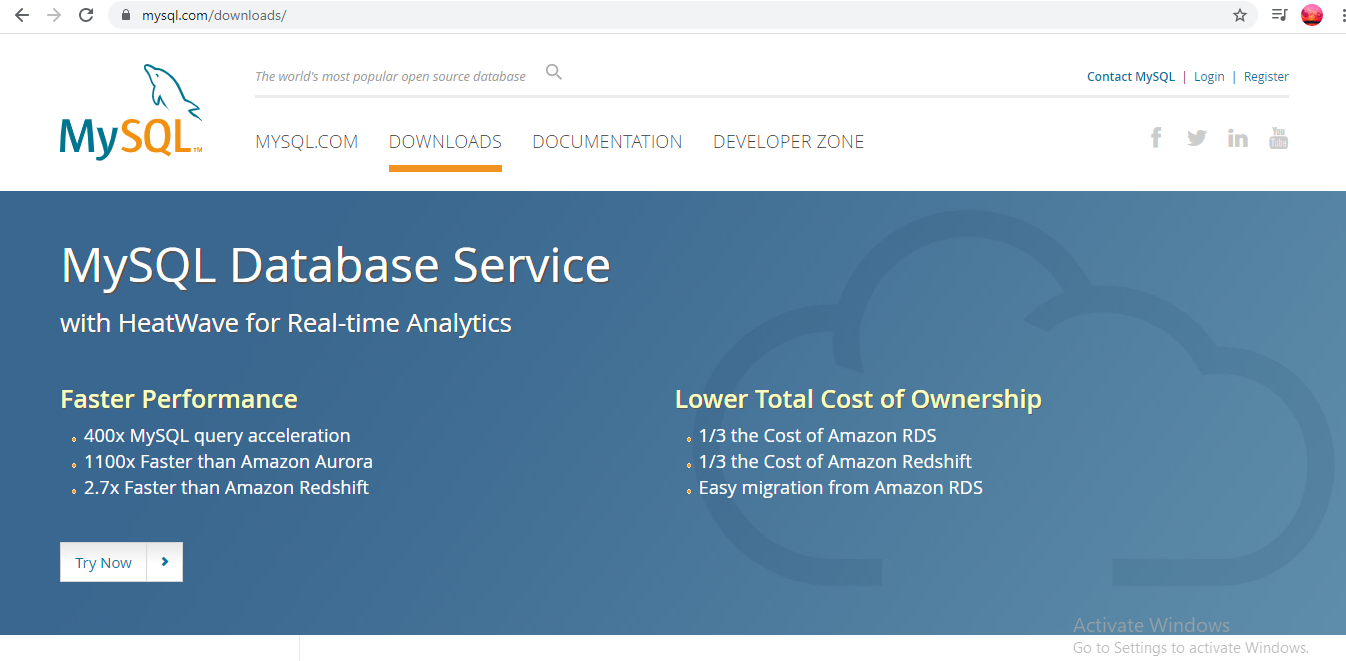 mysql.com/downloads/
The world's most popular open source database
Contact MySQL | Login | Register
MySQL™
MYSQL.COM DOWNLOADS DOCUMENTATION DEVELOPER ZONE
f in You Tube
MySQL Database Service
with HeatWave for Real-time Analytics
Faster Performance
400x MySQL query acceleration
1100x Faster than Amazon Aurora
2.7x Faster than Amazon Redshift
Lower Total Cost of Ownership
1/3 the Cost of Amazon RDS
1/3 the Cost of Amazon Redshift
Easy migration from Amazon RDS
Try Now
Activate Windows
Go to Settings to activate Windows.